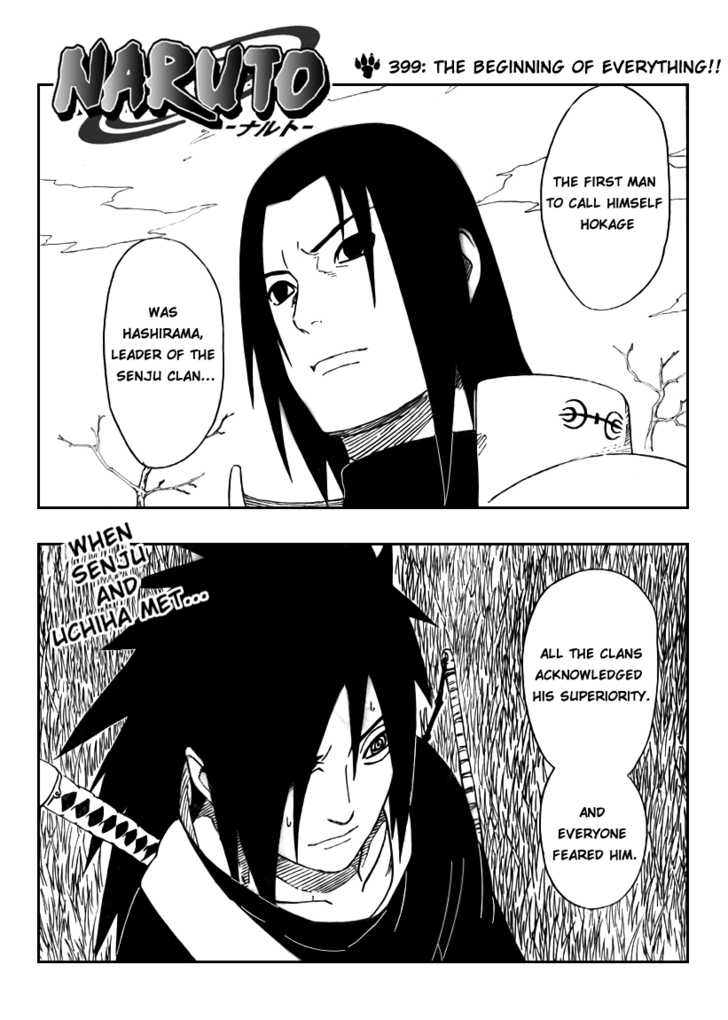 NARUTO
-ナルト-
399: THE BEGINNING OF EVERYTHING!!
THE FIRST MAN
TO CALL HIMSELF
HOKAGE
WAS
HASHIRAMA,
LEADER OF THE
SENJU CLAN...
WHEN
SENJU
AND
UCHIHA MET...
ALL THE CLANS
ACKNOWLEDGED
HIS SUPERIORITY.
AND
EVERYONE
FEARED HIM.